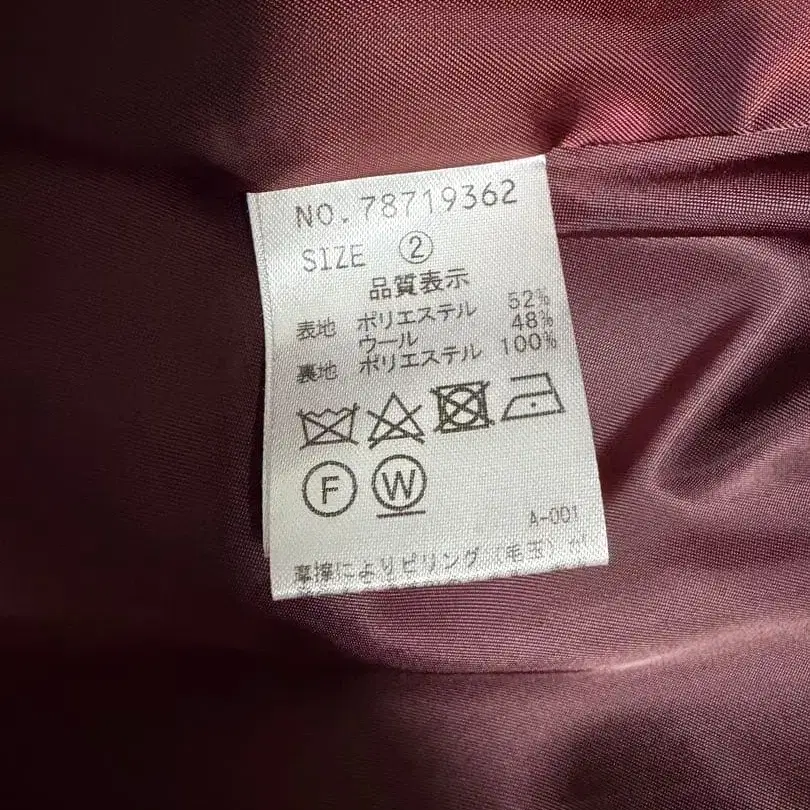 NO.78719362
SIZE ②
品質表示
表地 ポリエステル 52%
ウール 48%
裏地 ポリエステル 100%
F W
A-001
摩擦によりピリング(毛玉)が